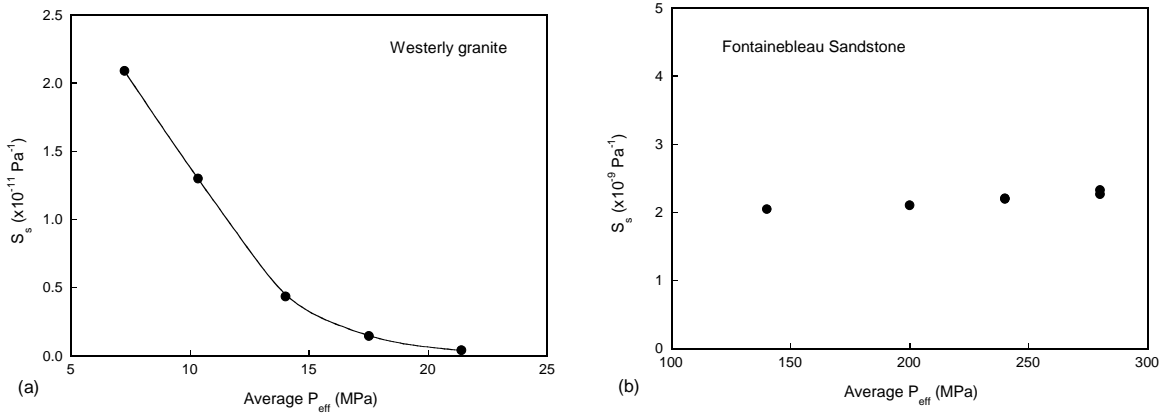 2.5
2.0
1.5
1.0
0.5
0.0
S_s (x10^-11 Pa^-1)
Westerly granite
5 10 15 20 25
(a)
Average P_eff (MPa)
5
4
3
2
1
0
S_s (x10^-9 Pa^-1)
Fontainebleau Sandstone
100 150 200 240 300
(b)
Average P_eff (MPa)